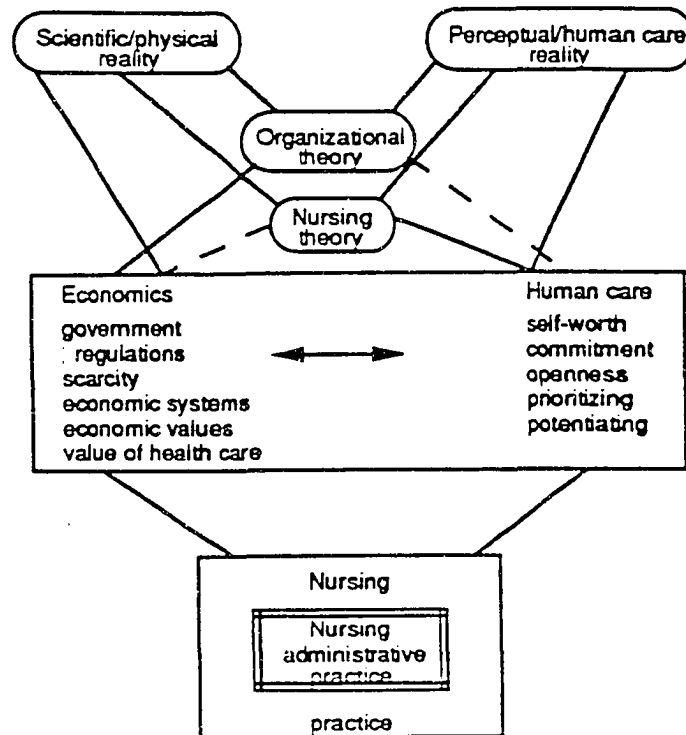 Scientific/physical
reality
Perceptual/human care
reality
Organizational
theory
Nursing
theory
Economics
government
regulations
scarcity
economic systems
economic values
value of health care
Human care
self-worth
commitment
openness
prioritizing
potentiating
Nursing
Nursing
administrative
practice
practice